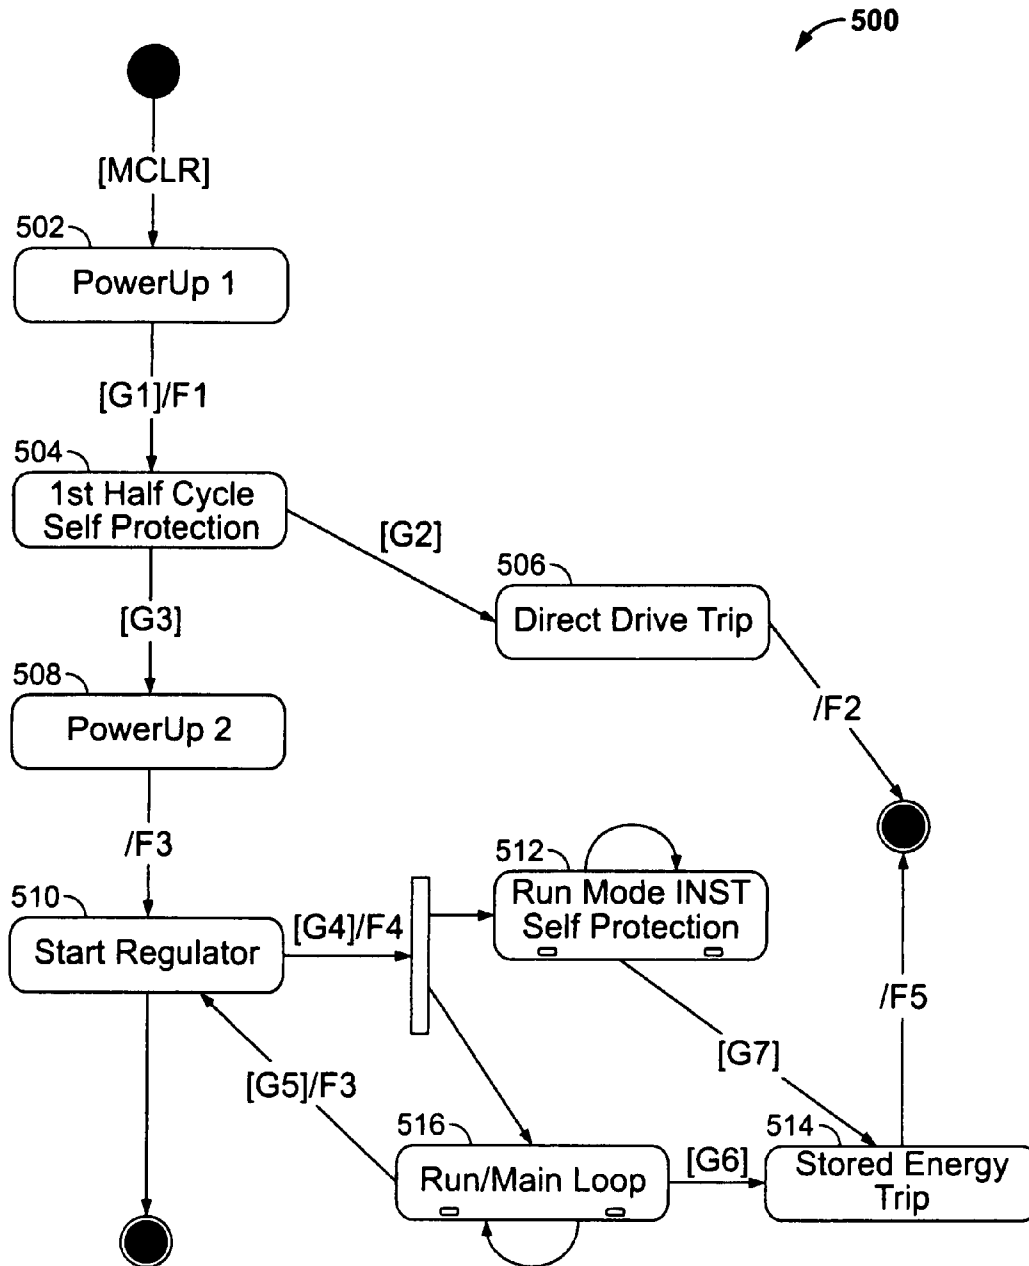 500
[MCLR]
502
PowerUp 1
[G1]/F1
504
1st Half Cycle
Self Protection
[G2]
506
Direct Drive Trip
[G3]
508
PowerUp 2
/F2
/F3
512
Run Mode INST
Self Protection
510
Start Regulator
[G4]/F4
/F5
[G7]
[G5]/F3
516
Run/Main Loop
[G6]
514
Stored Energy
Trip